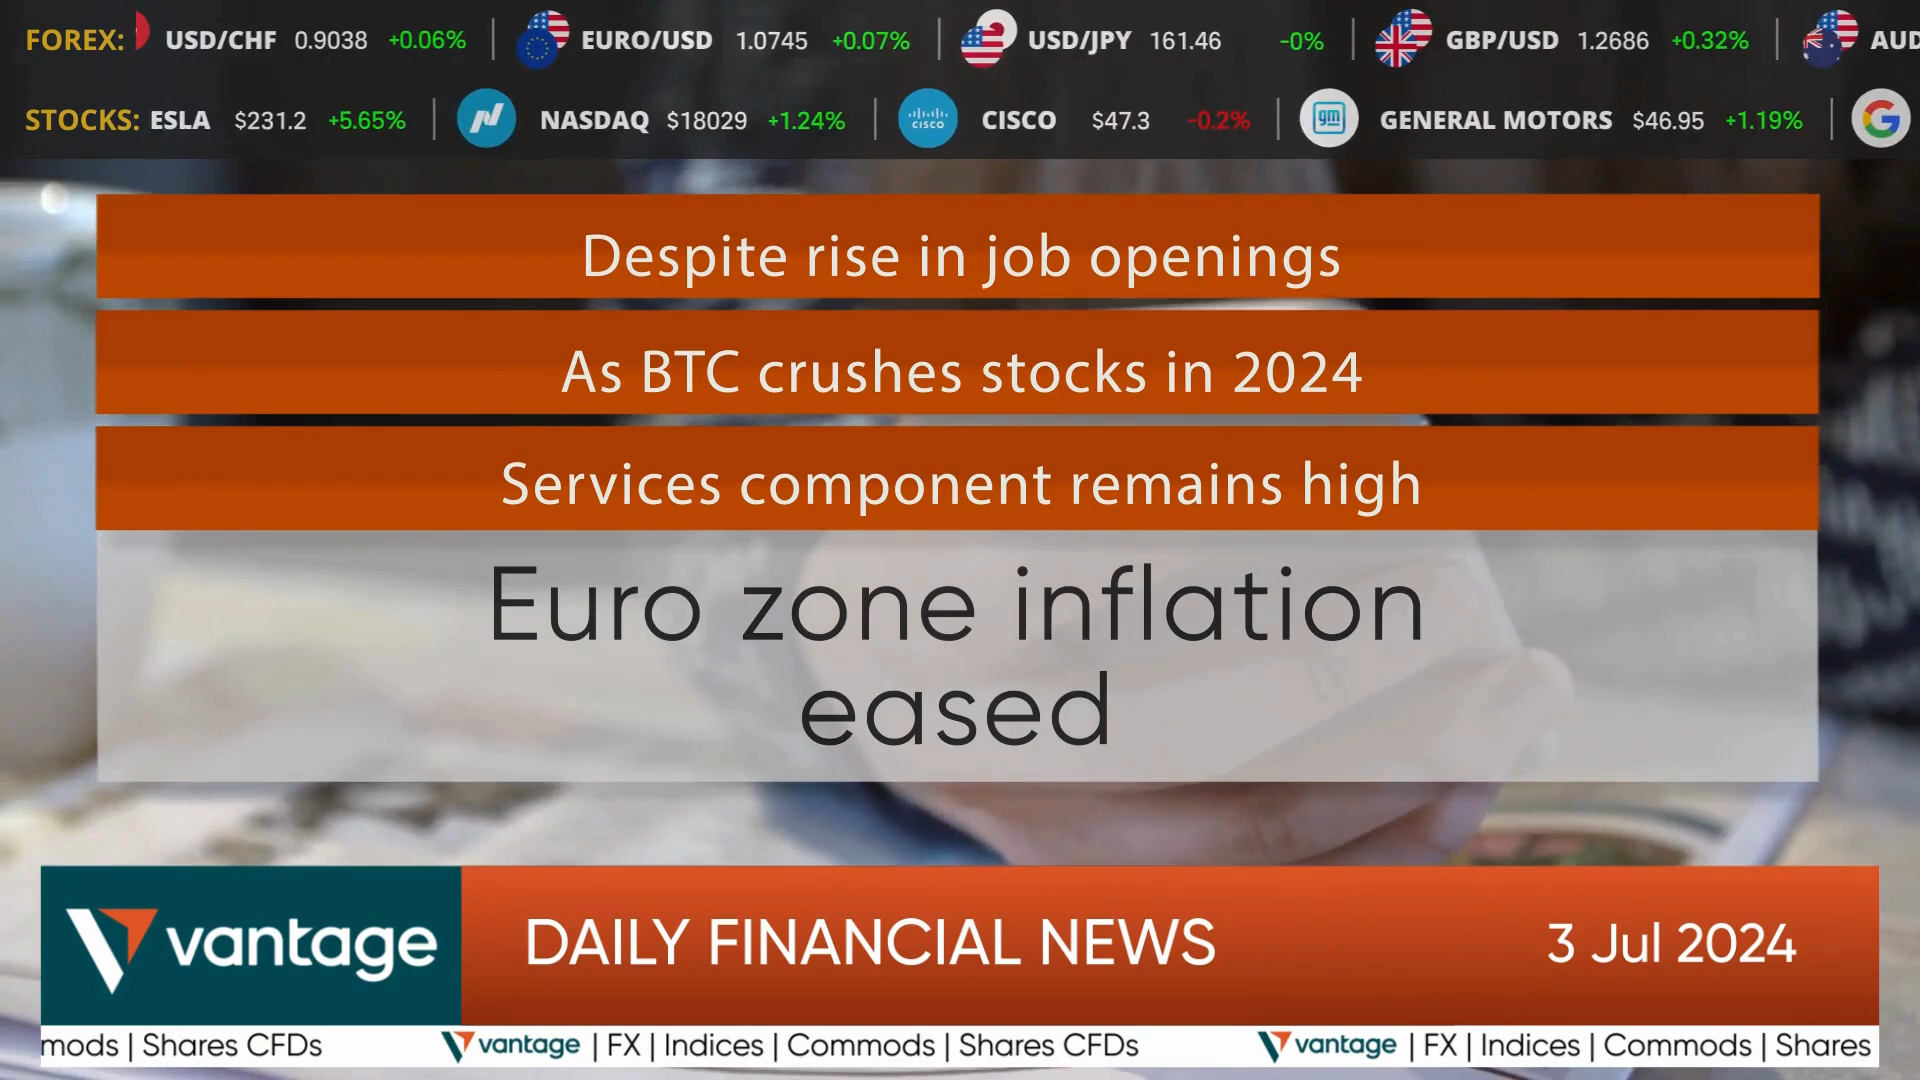 FOREX: USD/CHF 0.9038 +0.06% | EURO/USD 1.0745 +0.07% | USD/JPY 161.46 -0% | GBP/USD 1.2686 +0.32% | AUD
STOCKS: ESLA $231.2 +5.65% | NASDAQ $18029 +1.24% | CISCO CISCO $47.3 -0.2% | gm GENERAL MOTORS $46.95 +1.19% |
Despite rise in job openings
As BTC crushes stocks in 2024
Services component remains high
Euro zone inflation
eased
vantage DAILY FINANCIAL NEWS 3 Jul 2024
mods | Shares CFDs vantage | FX | Indices | Commods | Shares CFDs vantage | FX | Indices | Commods | Shares